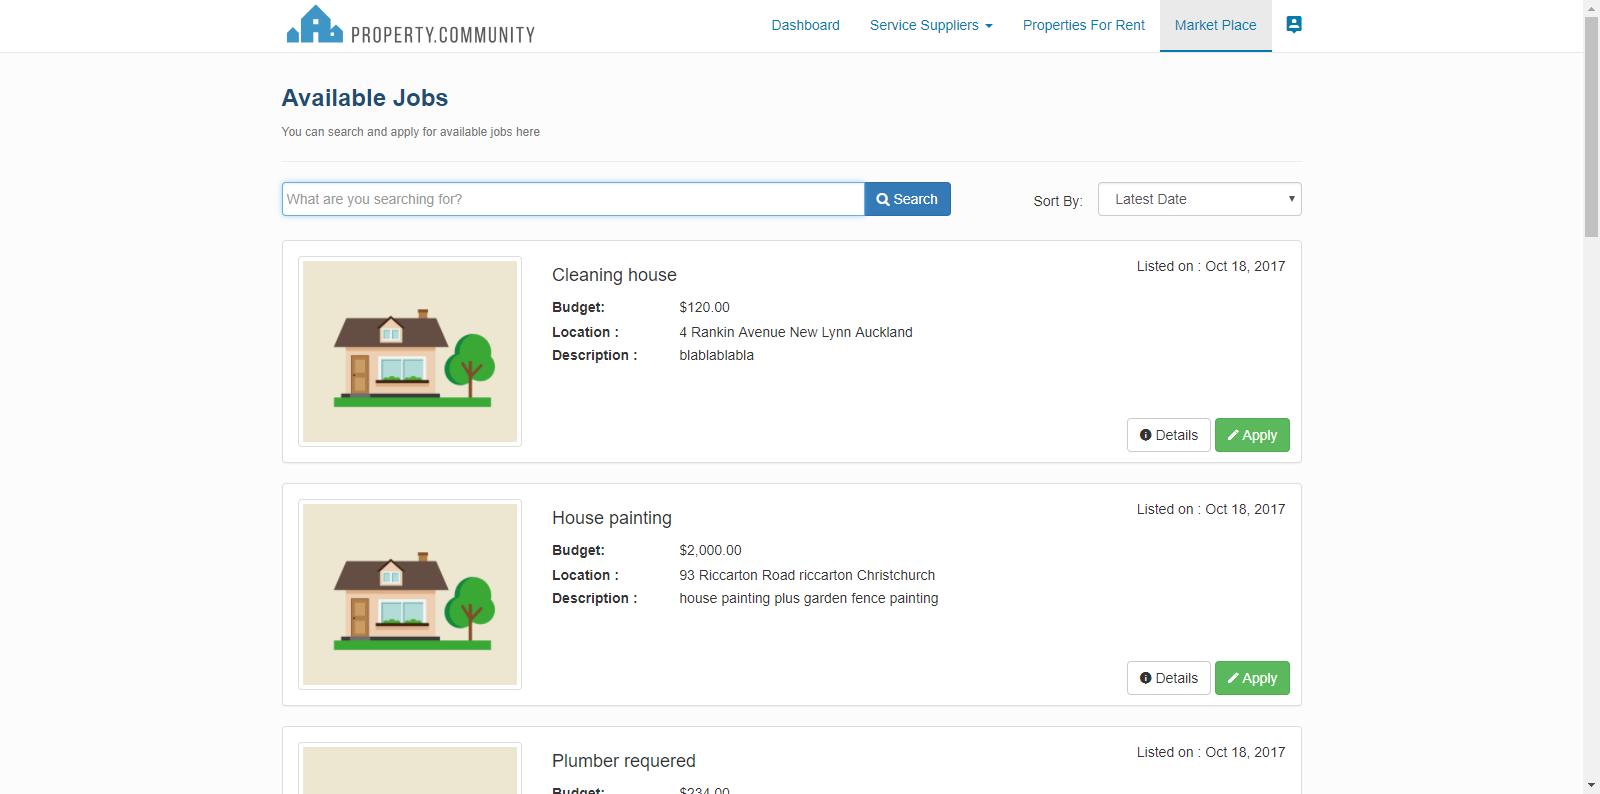 PROPERTY.COMMUNITY
Dashboard
Service Suppliers
Properties For Rent
Market Place
Available Jobs
You can search and apply for available jobs here
What are you searching for?
Search
Sort By:
Latest Date
Cleaning house
Listed on : Oct 18, 2017
Budget: $120.00
Location : 4 Rankin Avenue New Lynn Auckland
Description : blablablabla
Details
Apply
House painting
Listed on : Oct 18, 2017
Budget: $2,000.00
Location : 93 Riccarton Road riccarton Christchurch
Description : house painting plus garden fence painting
Details
Apply
Plumber requered
Listed on : Oct 18, 2017
Budget: $234.00